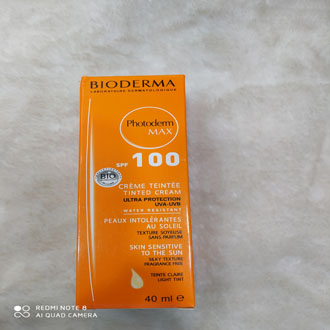 BIODERMA
LABORATOIRE DERMATOLOGIQUE
Photoderm
MAX
SPF 100
BIO
CRÈME TEINTÉE
TINTED CREAM
ULTRA PROTECTION
UVA-UVB
WATER RESISTANT
PEAUX INTOLÉRANTES
AU SOLEIL
TEXTURE SOYEUSE
SANS PARFUM
SKIN SENSITIVE
TO THE SUN
SILKY TEXTURE
FRAGRANCE FREE
TEINTE CLAIRE
LIGHT TINT
40 ml e
REDMI NOTE 8
AI QUAD CAMERA